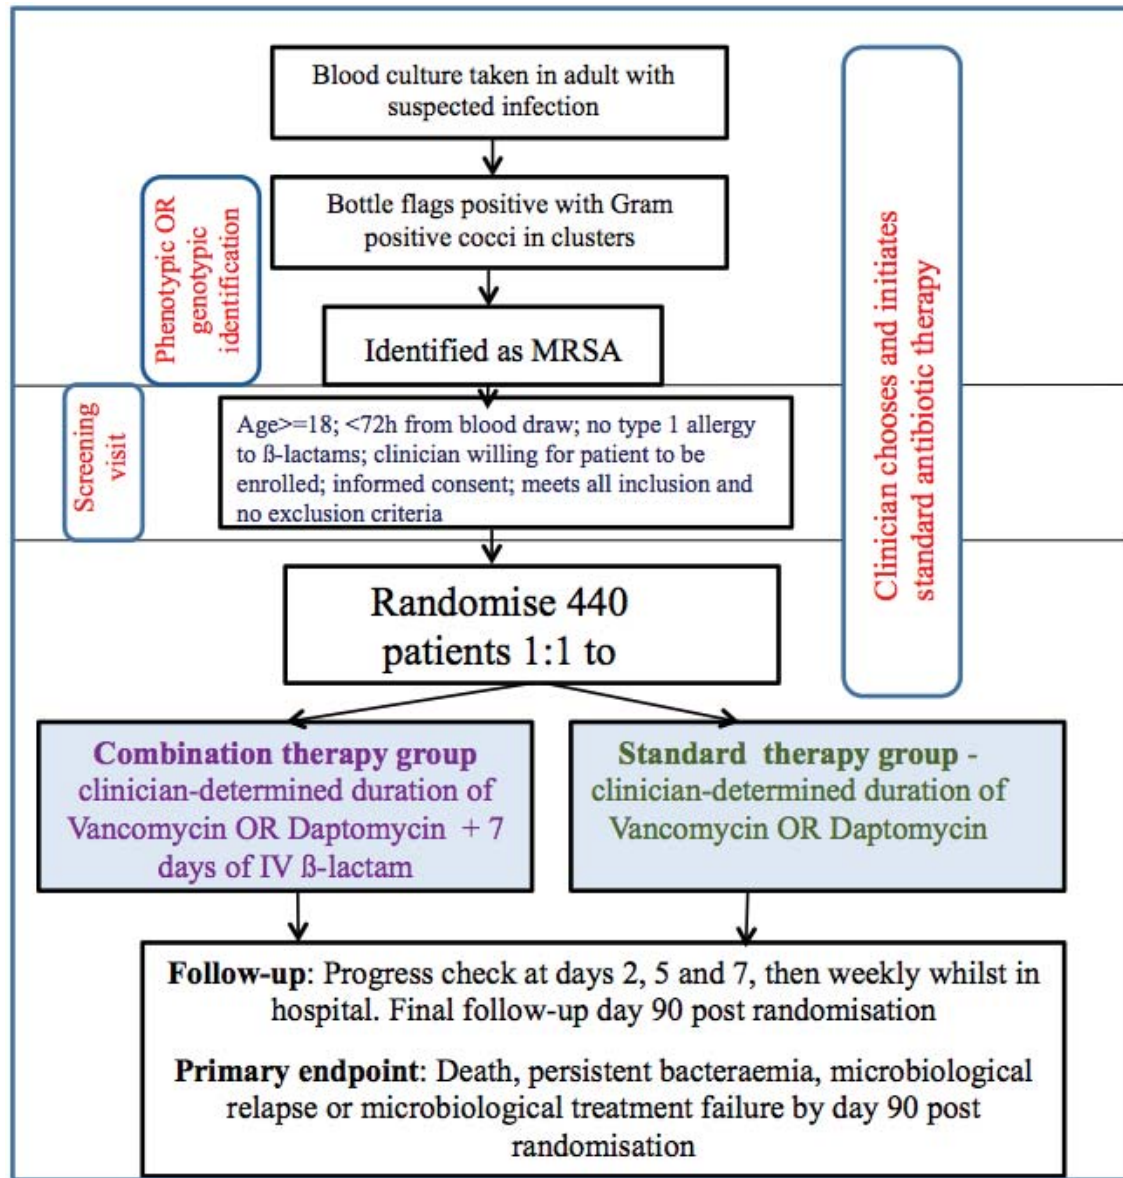 Blood culture taken in adult with
suspected infection
Phenotypic OR
genotypic
identification
Bottle flags positive with Gram
positive cocci in clusters
Identified as MRSA
Clinician chooses and initiates
standard antibiotic therapy
Screening
visit
Age>=18; <72h from blood draw; no type 1 allergy
to ß-lactams; clinician willing for patient to be
enrolled; informed consent; meets all inclusion and
no exclusion criteria
Randomise 440
patients 1:1 to
Combination therapy group
clinician-determined duration of
Vancomycin OR Daptomycin + 7
days of IV ß-lactam
Standard therapy group -
clinician-determined duration of
Vancomycin OR Daptomycin
Follow-up: Progress check at days 2, 5 and 7, then weekly whilst in
hospital. Final follow-up day 90 post randomisation
Primary endpoint: Death, persistent bacteraemia, microbiological
relapse or microbiological treatment failure by day 90 post
randomisation